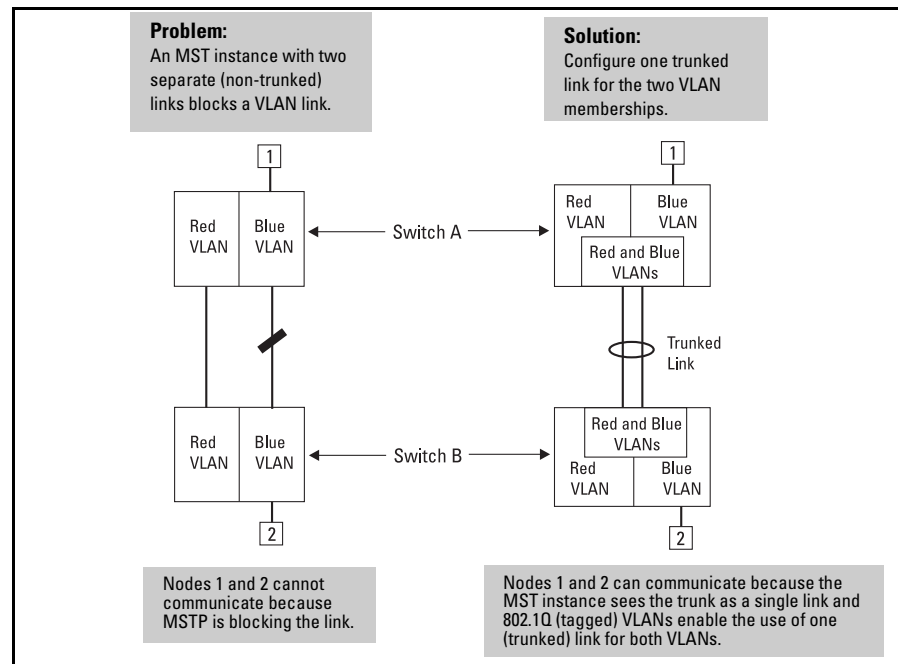 Problem:
An MST instance with two
separate (non-trunked)
links blocks a VLAN link.
Solution:
Configure one trunked
link for the two VLAN
memberships.
1
1
Red
VLAN
Blue
VLAN
Switch A
Red
VLAN
Blue
VLAN
Red and Blue
VLANs
Trunked
Link
Red
VLAN
Blue
VLAN
Switch B
Red and Blue
VLANs
Red
VLAN
Blue
VLAN
2
2
Nodes 1 and 2 cannot
communicate because
MSTP is blocking the link.
Nodes 1 and 2 can communicate because the
MST instance sees the trunk as a single link and
802.1Q (tagged) VLANs enable the use of one
(trunked) link for both VLANs.